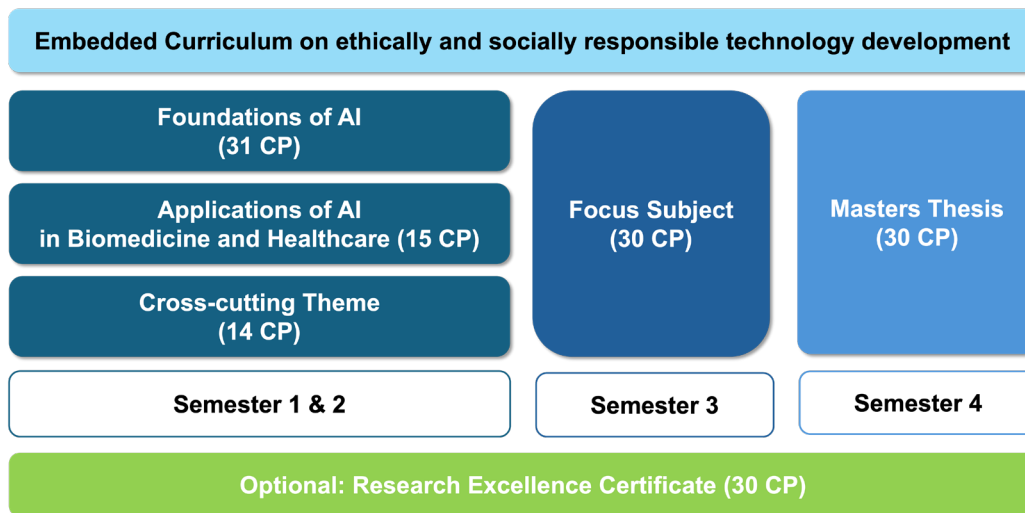 Embedded Curriculum on ethically and socially responsible technology development
Foundations of AI
(31 CP)
Applications of AI
in Biomedicine and Healthcare (15 CP)
Cross-cutting Theme
(14 CP)
Focus Subject
(30 CP)
Masters Thesis
(30 CP)
Semester 1 & 2
Semester 3
Semester 4
Optional: Research Excellence Certificate (30 CP)